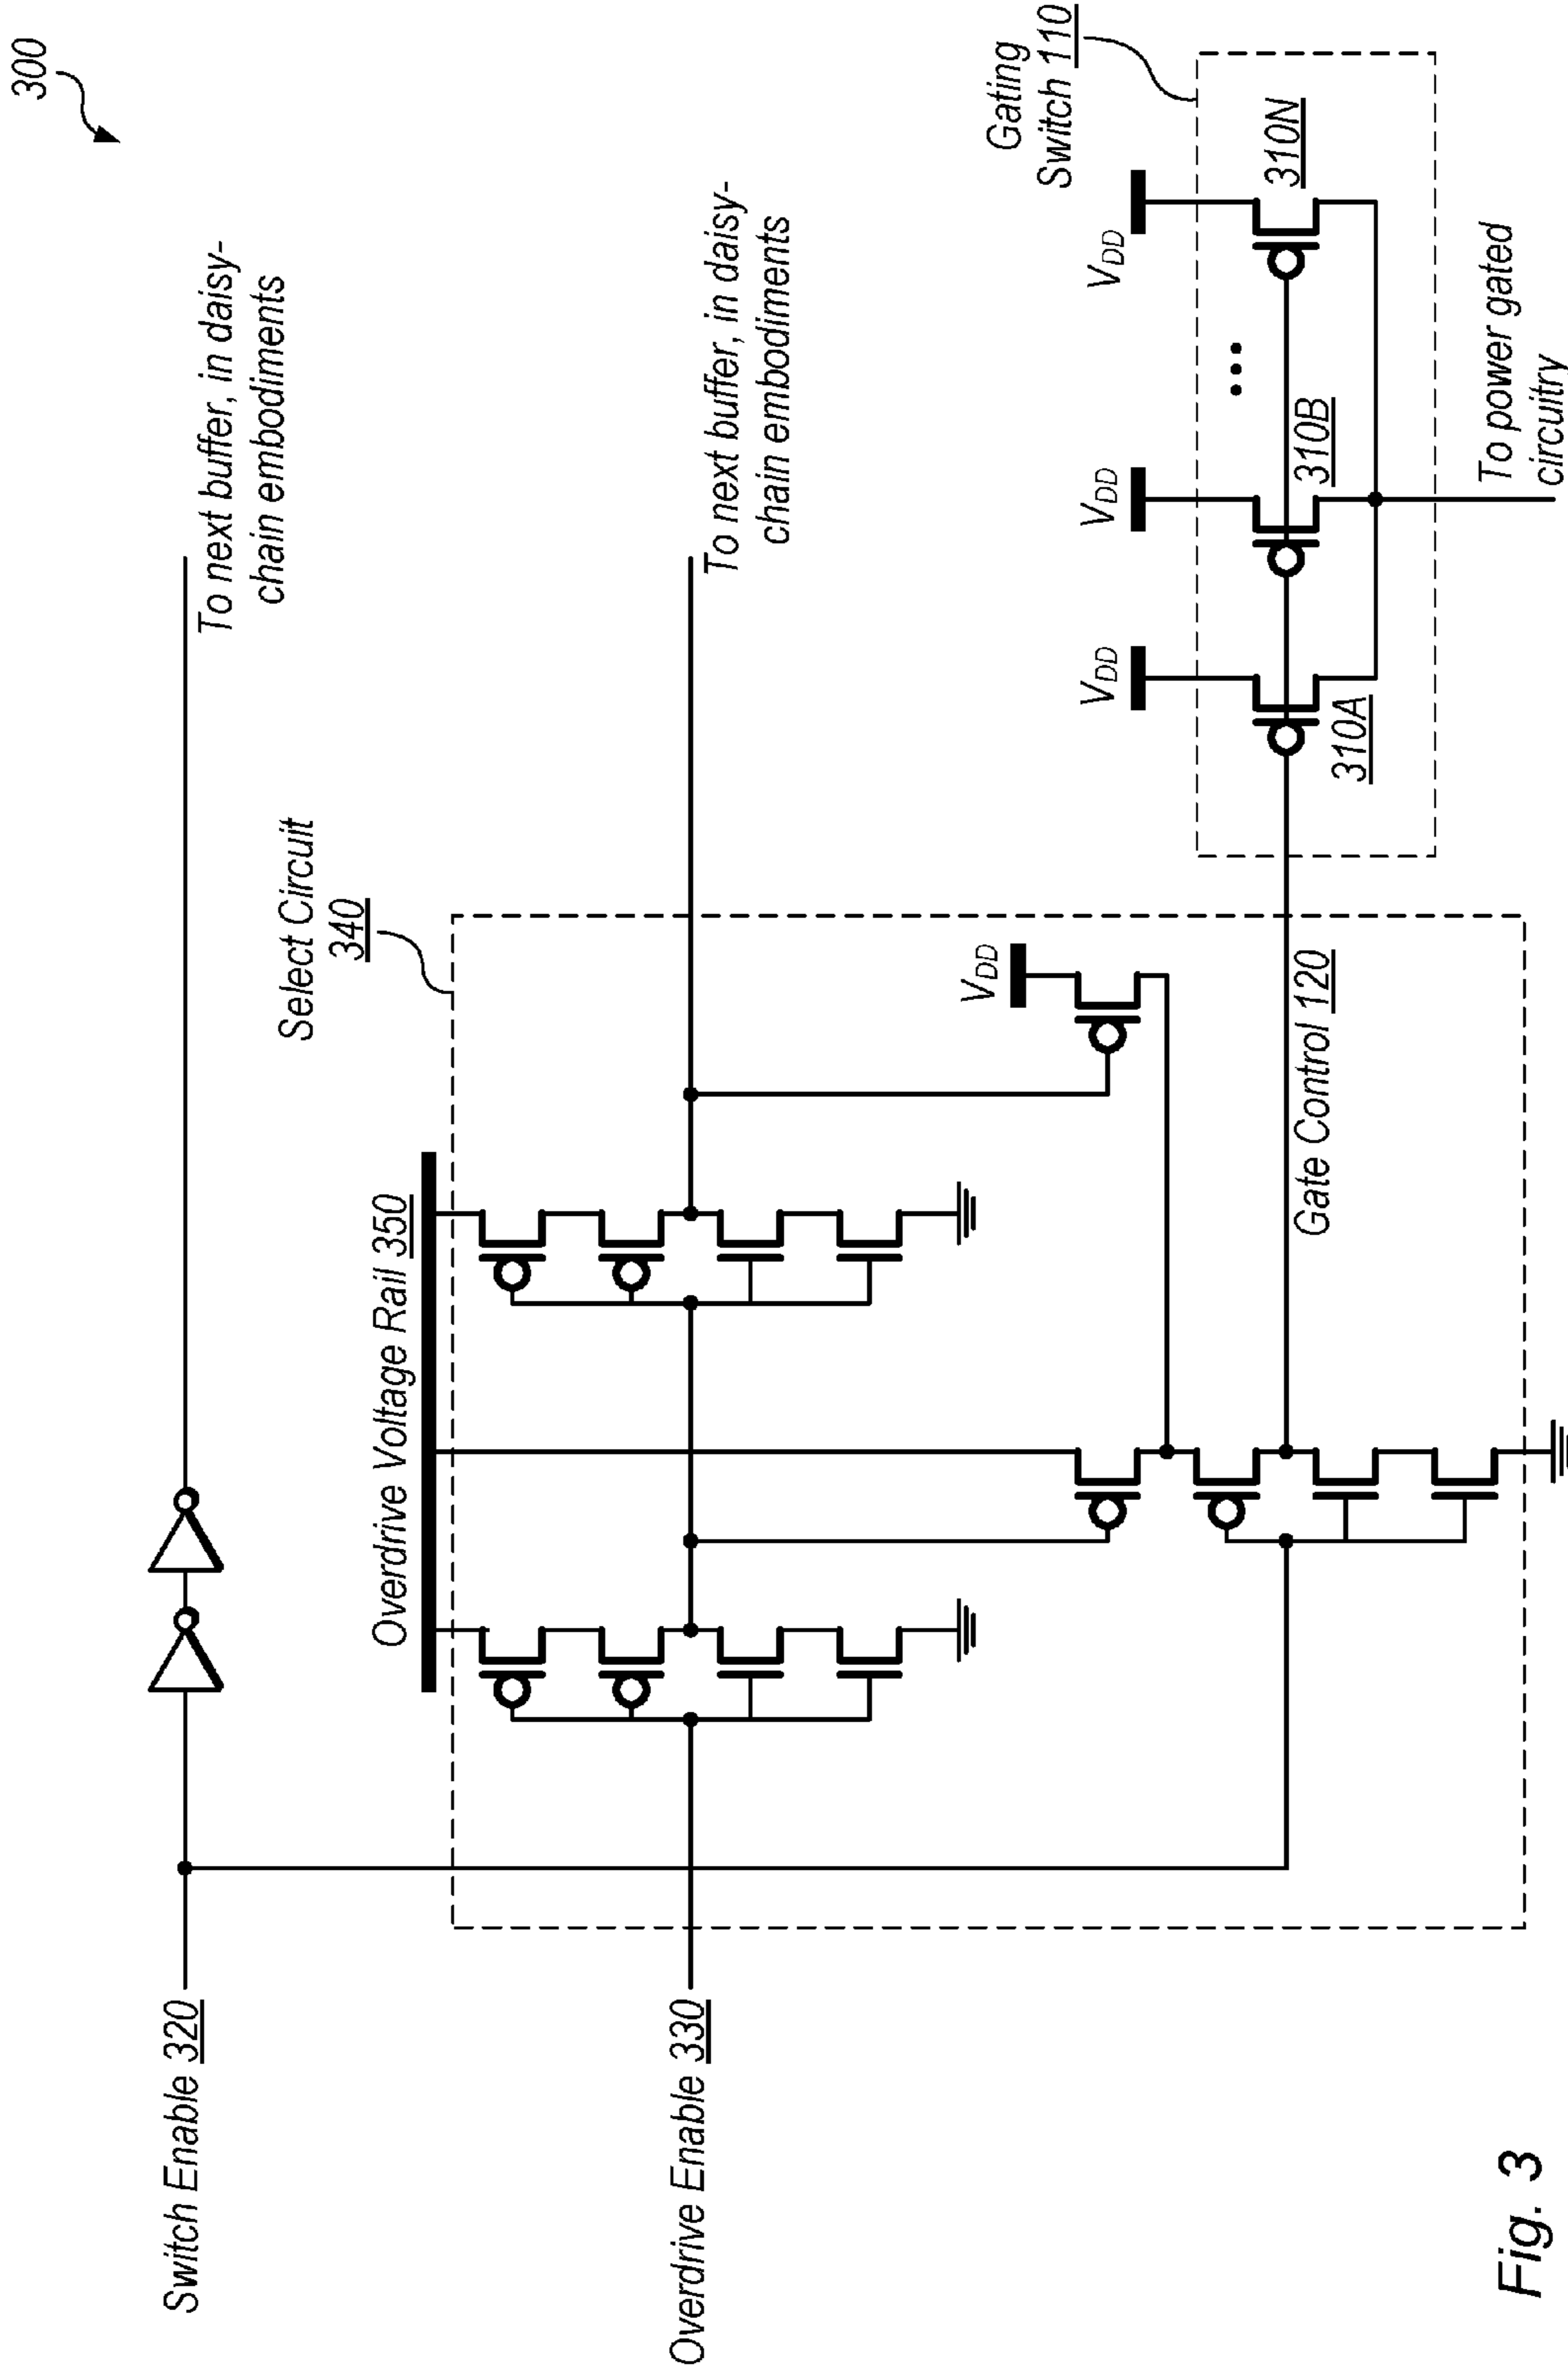 300
To next buffer, in daisy-
chain embodiments
Switch Enable 320
Select Circuit
340
Overdrive Voltage Rail 350
To next buffer, in daisy-
chain embodiments
Overdrive Enable 330
Gating
Switch 110
VDD
VDD
VDD
VDD
310N
310B
310A
Gate Control 120
To power gated
circuitry
Fig. 3